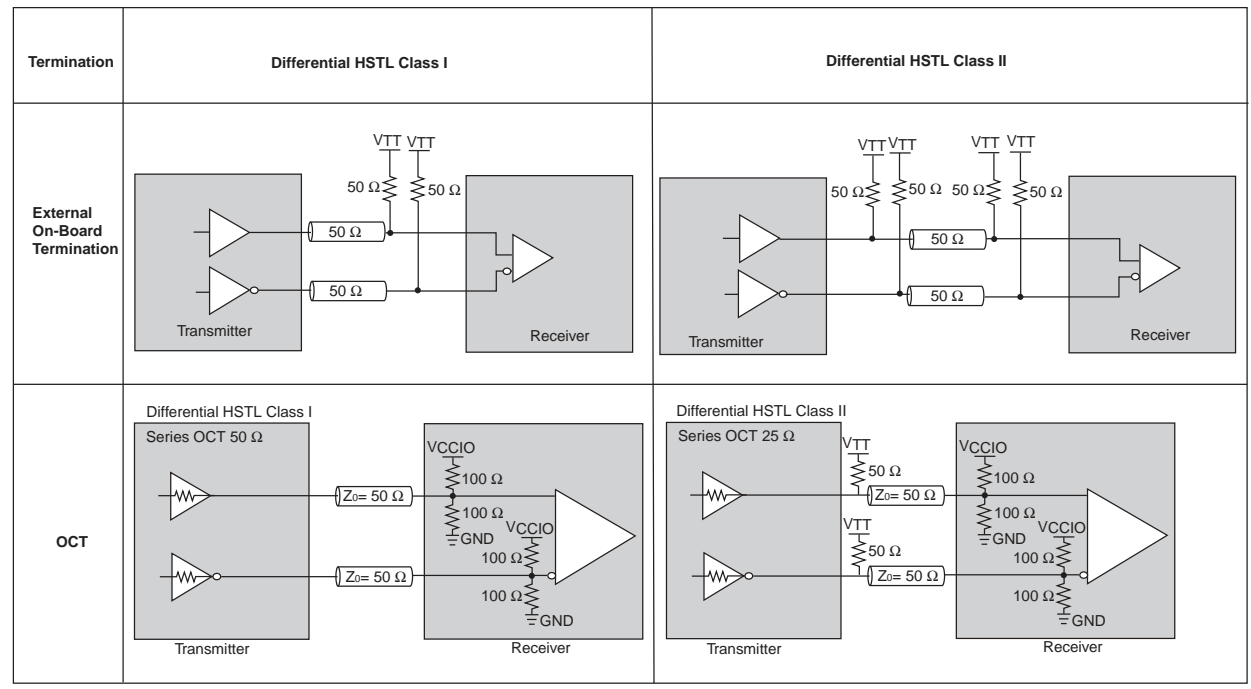 Termination
Differential HSTL Class I
Differential HSTL Class II
External
On-Board
Termination
VTT VTT
50 Ω 50 Ω
50 Ω
50 Ω
Transmitter
Receiver
VTT VTT VTT VTT
50 Ω 50 Ω 50 Ω 50 Ω
50 Ω
50 Ω
Transmitter
Receiver
OCT
Differential HSTL Class I
Series OCT 50 Ω
VCCIO
100 Ω
Z0= 50 Ω
100 Ω
GND
VCCIO
100 Ω
Z0= 50 Ω
100 Ω
GND
Transmitter
Receiver
Differential HSTL Class II
Series OCT 25 Ω
VTT
50 Ω
VCCIO
100 Ω
Z0= 50 Ω
100 Ω
GND
VTT
50 Ω
VCCIO
100 Ω
Z0= 50 Ω
100 Ω
GND
Transmitter
Receiver